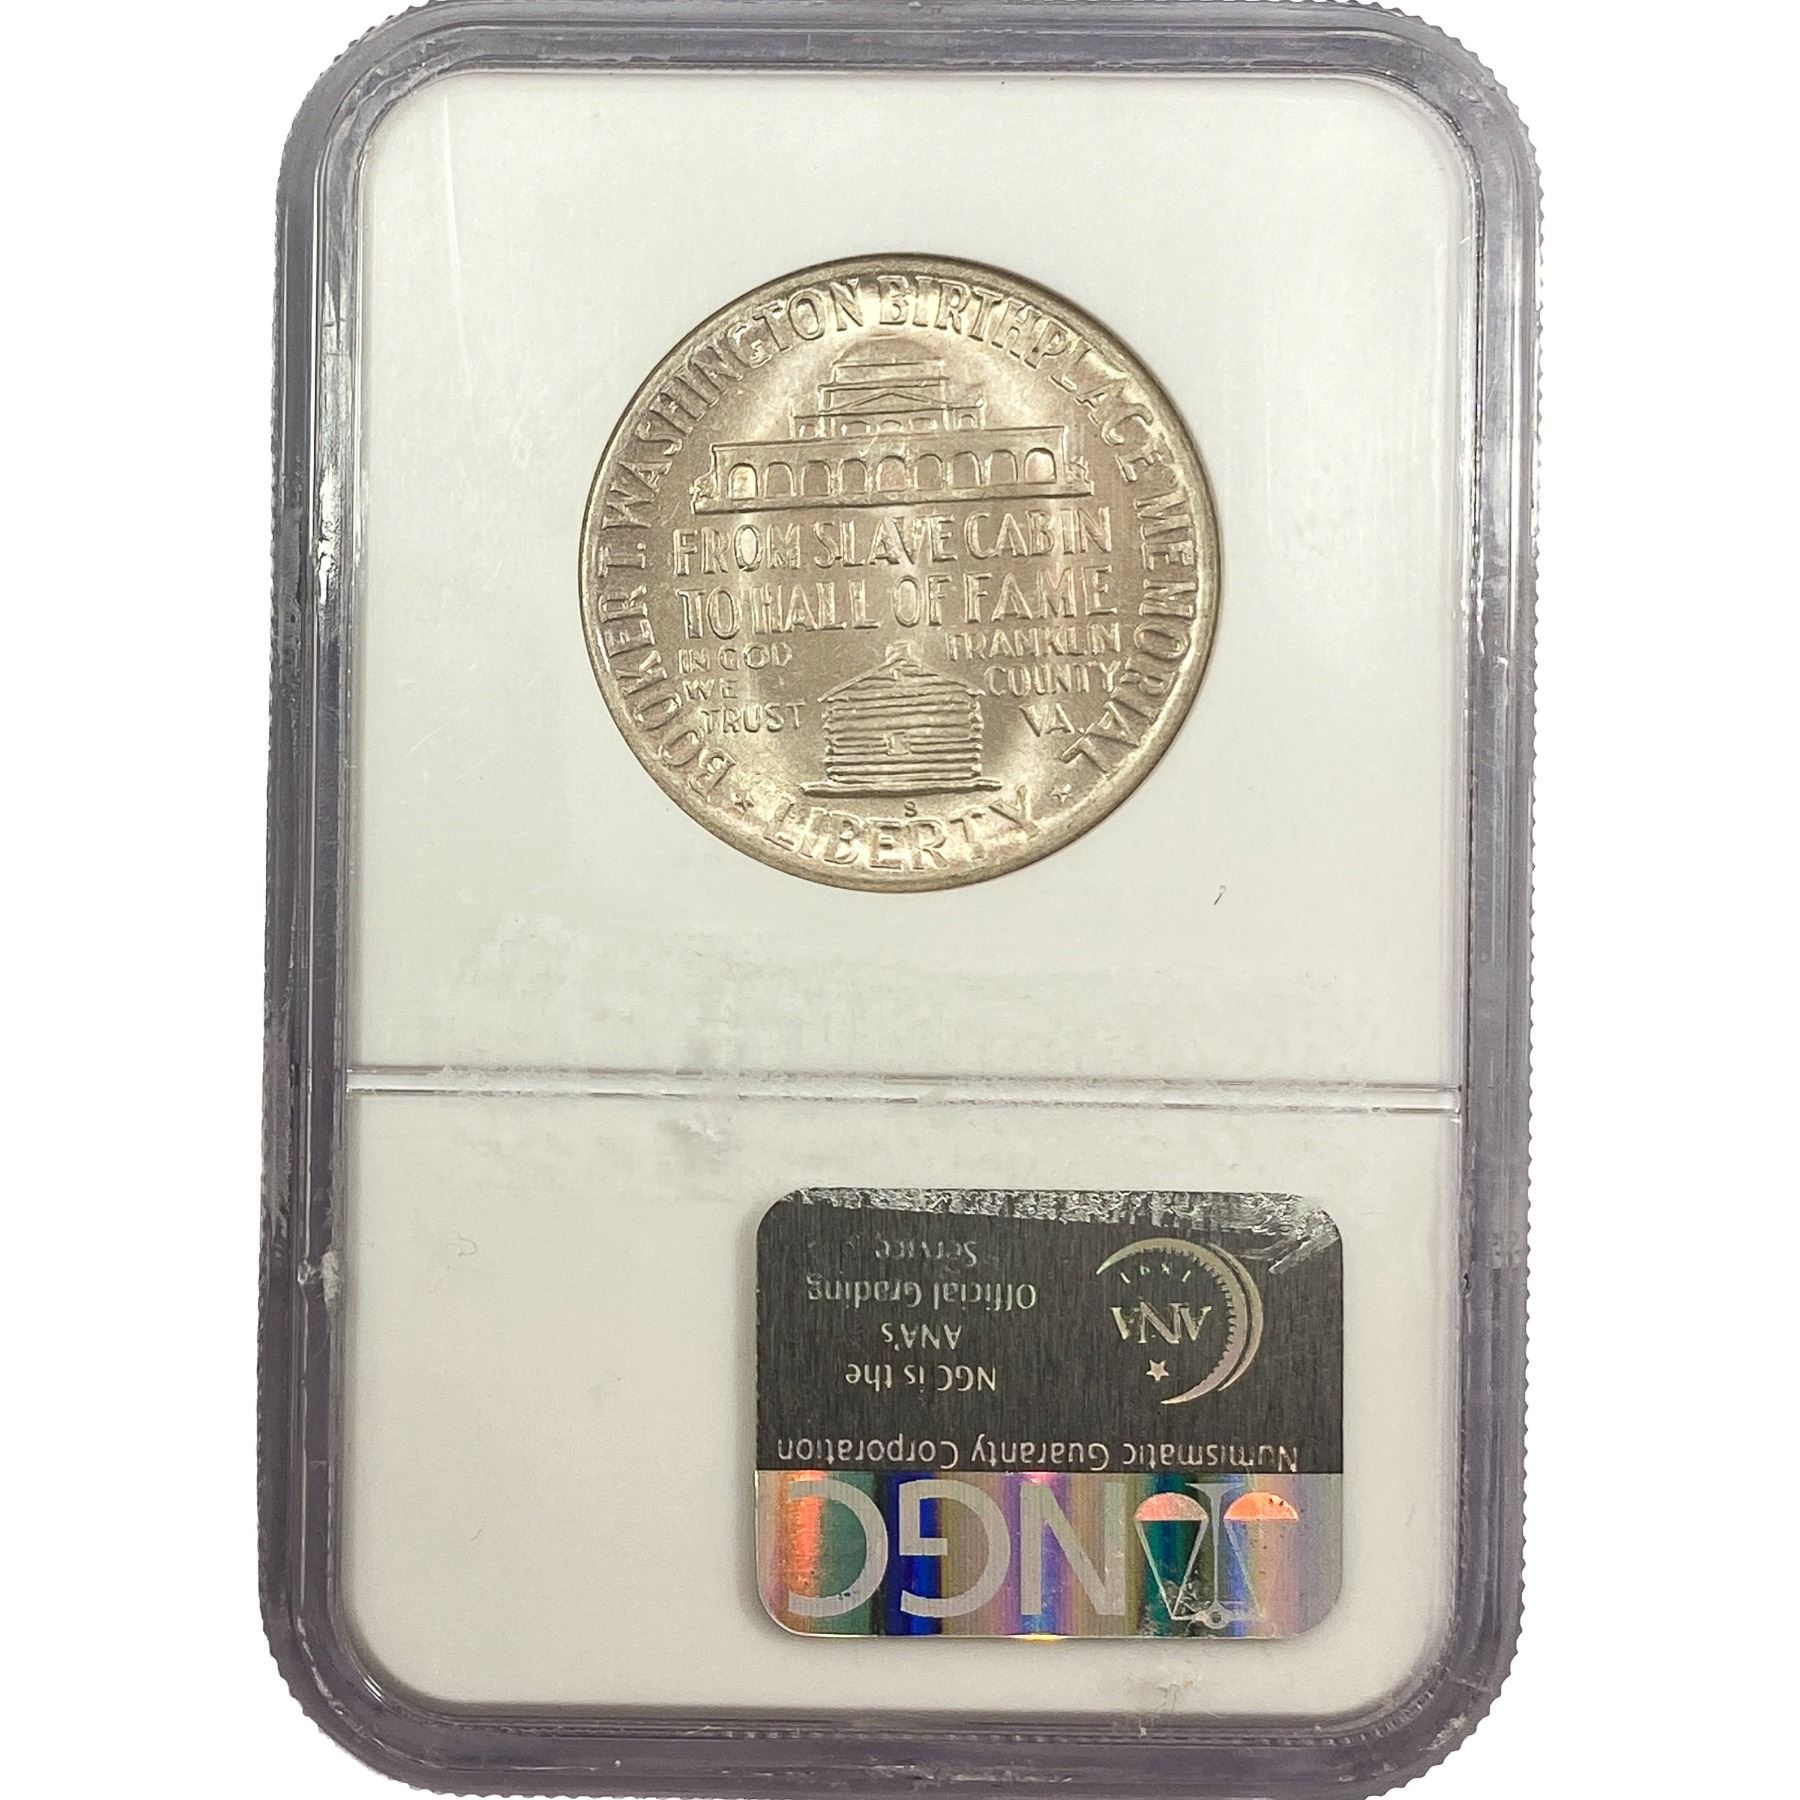 BOOKER T. WASHINGTON BIRTHPLACE MEMORIAL
FROM SLAVE CABIN
TO HALL OF FAME
IN GOD
WE
TRUST
FRANKLIN
COUNTY
VA.
S
LIBERTY
NGC
Numismatic Guaranty Corporation
NGC is the
ANA's
Official Grading
Service
ANA
1891